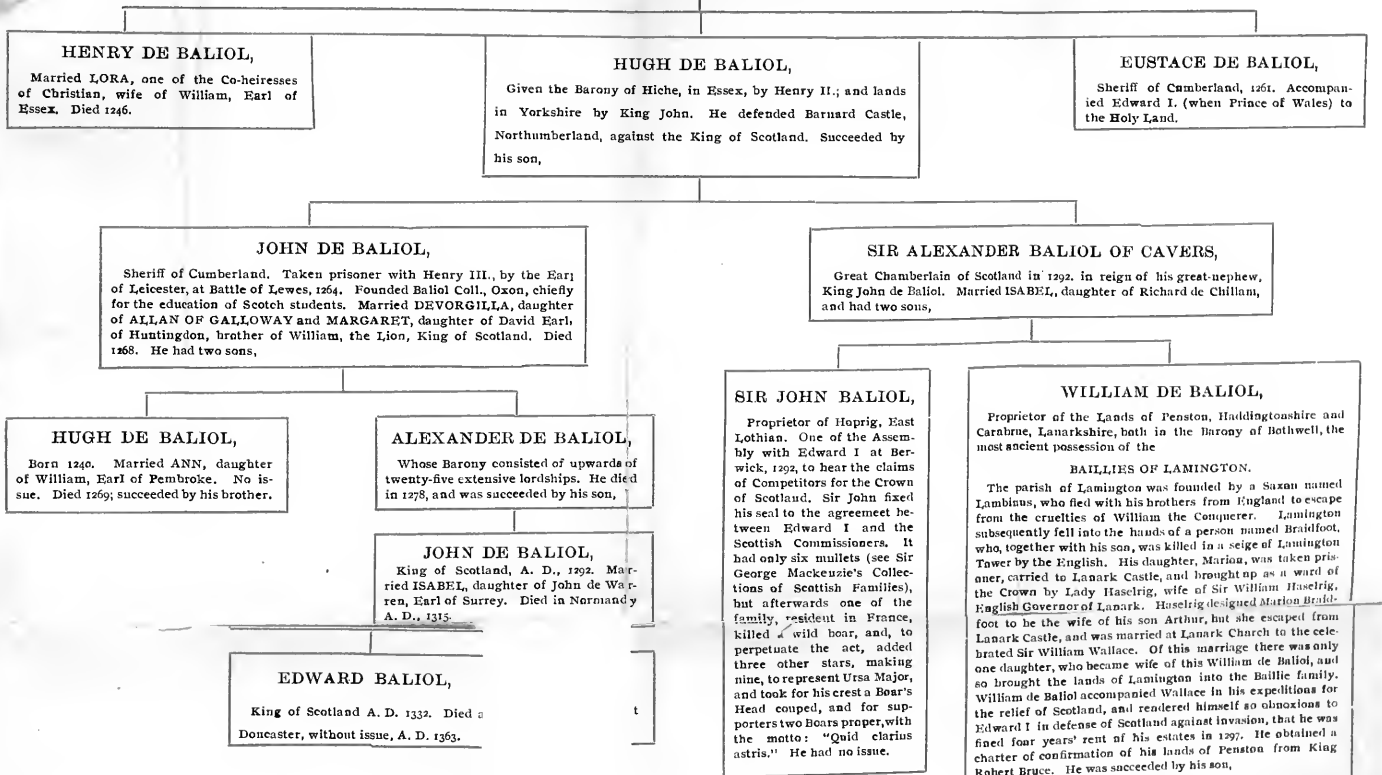 HENRY DE BALIOL,
Married LORA, one of the Co-heiresses
of Christian, wife of William, Earl of
Essex. Died 1246.
HUGH DE BALIOL,
Given the Barony of Hiche, in Essex, by Henry II.; and lands
in Yorkshire by King John. He defended Barnard Castle,
Northumberland, against the King of Scotland. Succeeded by
his son,
EUSTACE DE BALIOL,
Sheriff of Cumberland, 1261. Accompan-
ied Edward I. (when Prince of Wales) to
the Holy Land.
JOHN DE BALIOL,
Sheriff of Cumberland. Taken prisoner with Henry III., by the Earl
of Leicester, at Battle of Lewes, 1264. Founded Baliol Coll., Oxon, chiefly
for the education of Scotch students. Married DEVORGILLA, daughter
of ALLAN OF GALLOWAY and MARGARET, daughter of David Earl,
of Huntingdon, brother of William, the Lion, King of Scotland. Died
1268. He had two sons,
SIR ALEXANDER BALIOL OF CAVERS,
Great Chamberlain of Scotland in 1292. in reign of his great-nephew,
King John de Baliol. Married ISABEL, daughter of Richard de Chillam,
and had two sons,
HUGH DE BALIOL,
Born 1240. Married ANN, daughter
of William, Earl of Pembroke. No is-
sue. Died 1269; succeeded by his brother.
ALEXANDER DE BALIOL,
Whose Barony consisted of upwards of
twenty-five extensive lordships. He died
in 1278, and was succeeded by his son,
JOHN DE BALIOL,
King of Scotland, A. D., 1292. Mar-
ried ISABEL, daughter of John de War-
ren, Earl of Surrey. Died in Normandy
A. D., 1315.
EDWARD BALIOL,
King of Scotland A. D. 1332. Died a t
Doncaster, without issue, A. D. 1363.
SIR JOHN BALIOL,
Proprietor of Hoprig, East
Lothian. One of the Assem-
bly with Edward I at Ber-
wick, 1292, to hear the claims
of Competitors for the Crown
of Scotland. Sir John fixed
his seal to the agreemeet be-
tween Edward I and the
Scottish Commissioners. It
had only six mullets (see Sir
George Mackenzie's Collec-
tions of Scottish Families),
but afterwards one of the
family, resident in France,
killed a wild boar, and, to
perpetuate the act, added
three other stars, making
nine, to represent Ursa Major,
and took for his crest a Boar's
Head couped, and for sup-
porters two Boars proper, with
the motto: "Quid clarius
astris." He had no issue.
WILLIAM DE BALIOL,
Proprietor of the Lands of Penston, Haddingtonshire and
Carnbrue, Lanarkshire, both in the Barony of Bothwell, the
most ancient possession of the
BAILLIES OF LAMINGTON.
The parish of Lamington was founded by a Saxon named
Lambinus, who fled with his brothers from England to escape
from the cruelties of William the Conquerer. Lamington
subsequently fell into the hands of a person named Braidfoot,
who, together with his son, was killed in a seige of Lamington
Tower by the English. His daughter, Marion, was taken pris-
oner, carried to Lanark Castle, and brought up as a ward of
the Crown by Lady Haselrig, wife of Sir William Haselrig,
English Governor of Lanark. Haselrig designed Marion Braid-
foot to be the wife of his son Arthur, but she escaped from
Lanark Castle, and was married at Lanark Church to the cele-
brated Sir William Wallace. Of this marriage there was only
one daughter, who became wife of this William de Baliol, and
so brought the lands of Lamington into the Baillie family.
William de Baliol accompanied Wallace in his expeditions for
the relief of Scotland, and rendered himself so obnoxious to
Edward I in defense of Scotland against invasion, that he was
fined four years' rent of his estates in 1297. He obtained a
charter of confirmation of his lands of Penston from King
Robert Bruce. He was succeeded by his son,